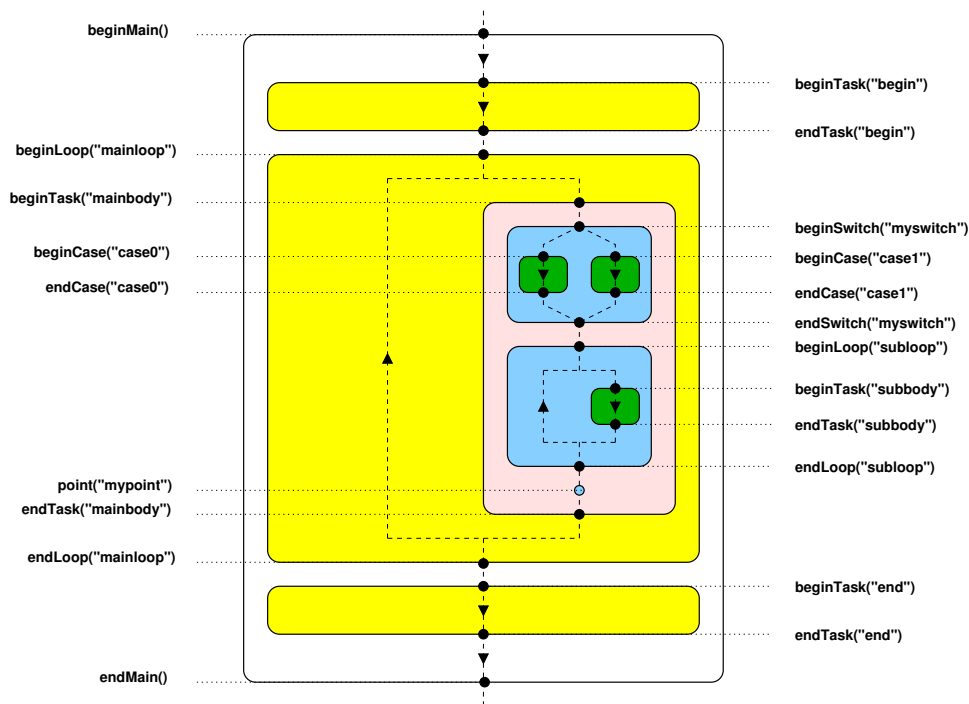 beginMain()
beginTask("begin")
endTask("begin")
beginLoop("mainloop")
beginTask("mainbody")
beginSwitch("myswitch")
beginCase("case0")
beginCase("case1")
endCase("case0")
endCase("case1")
endSwitch("myswitch")
beginLoop("subloop")
beginTask("subbody")
endTask("subbody")
endLoop("subloop")
point("mypoint")
endTask("mainbody")
endLoop("mainloop")
beginTask("end")
endTask("end")
endMain()